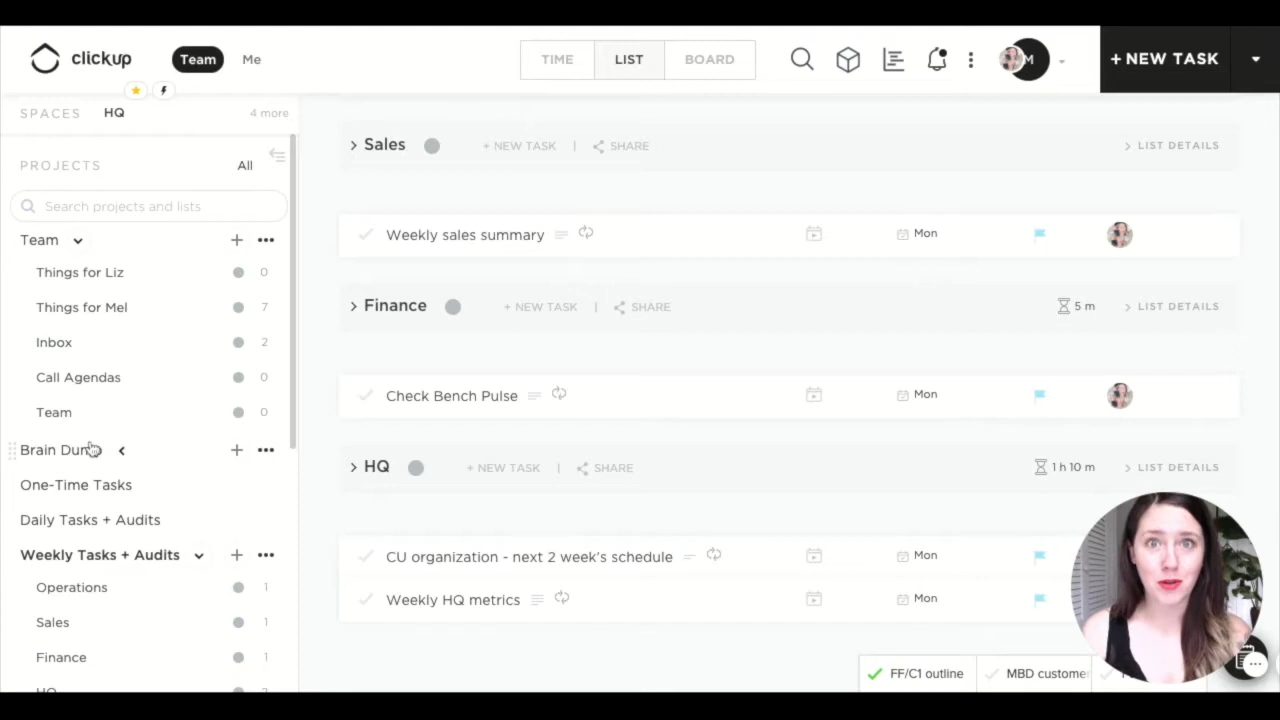 clickup Team Me TIME LIST BOARD M + NEW TASK
SPACES HQ 4 more
PROJECTS All
Search projects and lists
Team
Things for Liz 0
Things for Mel 7
Inbox 2
Call Agendas 0
Team 0
Brain Dum
One-Time Tasks
Daily Tasks + Audits
Weekly Tasks + Audits
Operations 1
Sales 1
Finance 1
HQ
Sales + NEW TASK | SHARE LIST DETAILS
Weekly sales summary Mon
Finance + NEW TASK | SHARE 5 m LIST DETAILS
Check Bench Pulse Mon
HQ + NEW TASK | SHARE 1 h 10 m LIST DETAILS
CU organization - next 2 week's schedule Mon
Weekly HQ metrics Mon
FF/C1 outline MBD custome